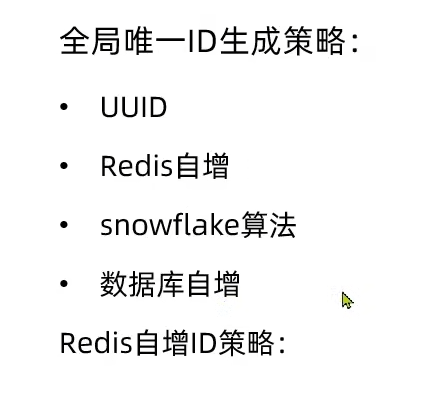 全局唯一ID生成策略：
• UUID
• Redis自增
• snowflake算法
• 数据库自增
Redis自增ID策略：